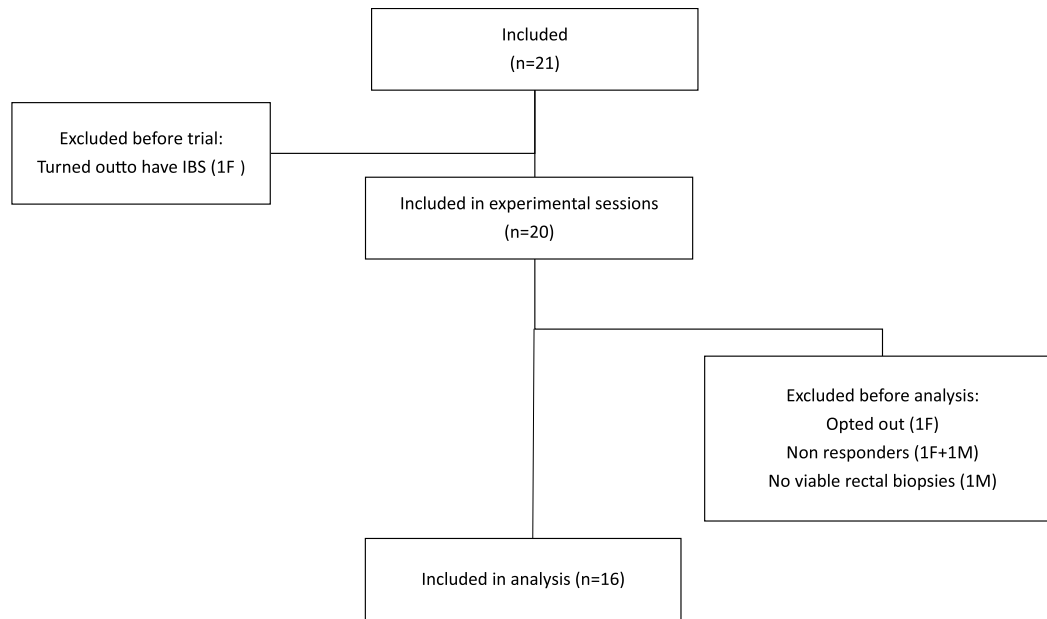 Included
(n=21)
Excluded before trial:
Turned outto have IBS (1F )
Included in experimental sessions
(n=20)
Excluded before analysis:
Opted out (1F)
Non responders (1F+1M)
No viable rectal biopsies (1M)
Included in analysis (n=16)